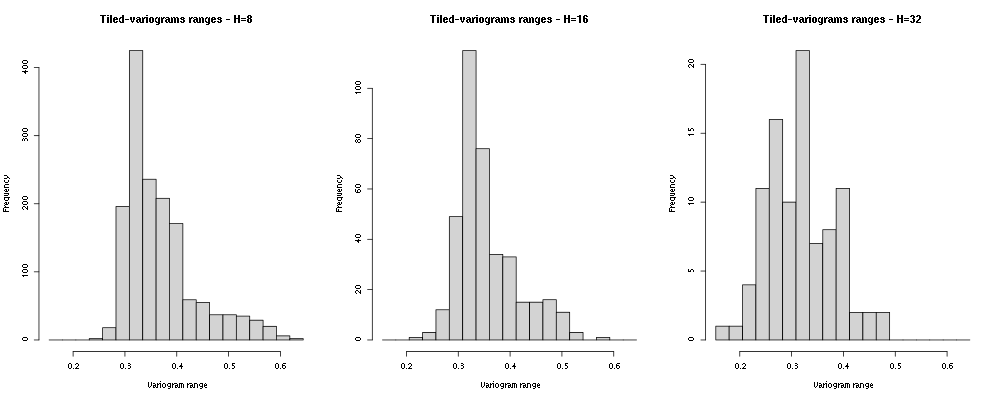 Tiled-variograms ranges - H=8
Tiled-variograms ranges - H=16
Tiled-variograms ranges - H=32
Frequency
0
100
200
300
400
0.2 0.3 0.4 0.5 0.6
Variogram range
Frequency
0
20
40
60
80
100
0.2 0.3 0.4 0.5 0.6
Variogram range
Frequency
0
5
10
15
20
0.2 0.3 0.4 0.5 0.6
Variogram range